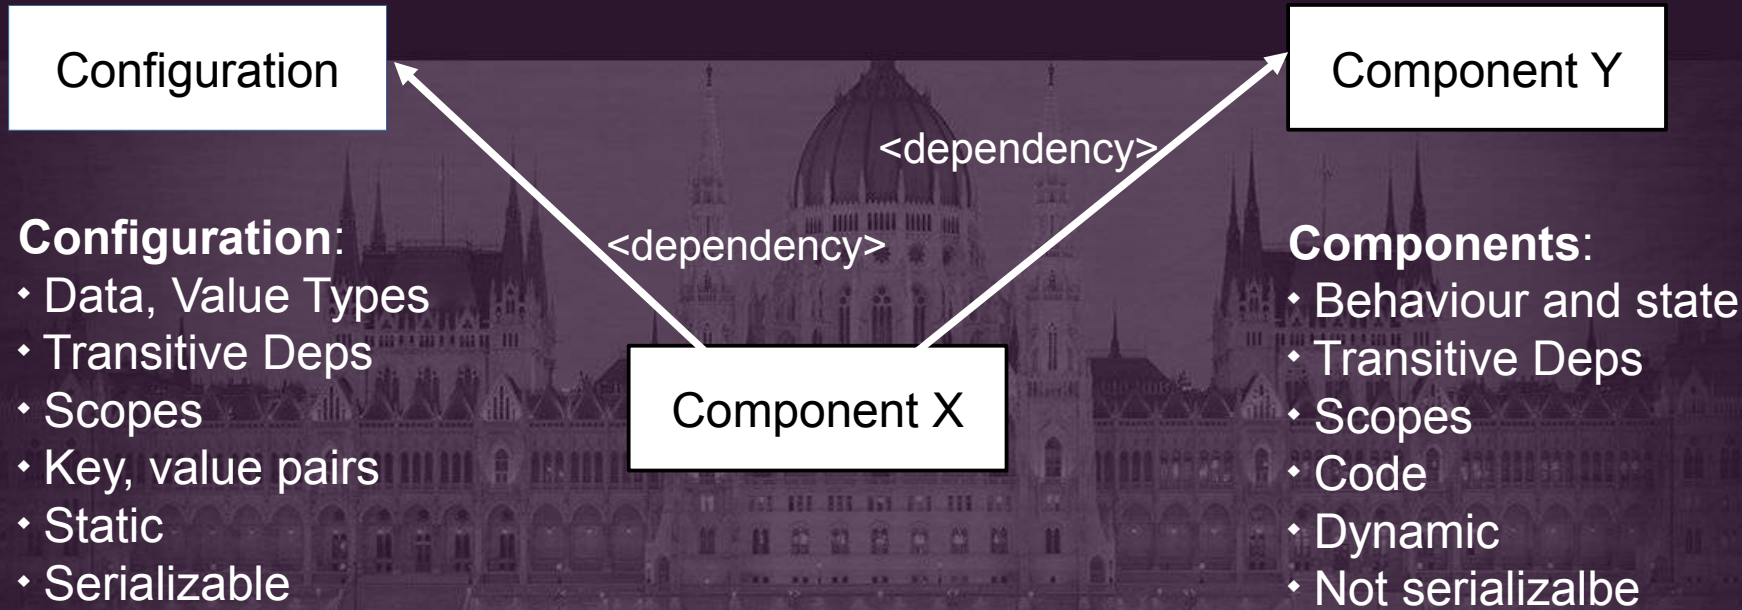 Configuration
Component Y
<dependency>
<dependency>
Component X
Configuration:
• Data, Value Types
• Transitive Deps
• Scopes
• Key, value pairs
• Static
• Serializable
Components:
• Behaviour and state
• Transitive Deps
• Scopes
• Code
• Dynamic
• Not serializalbe